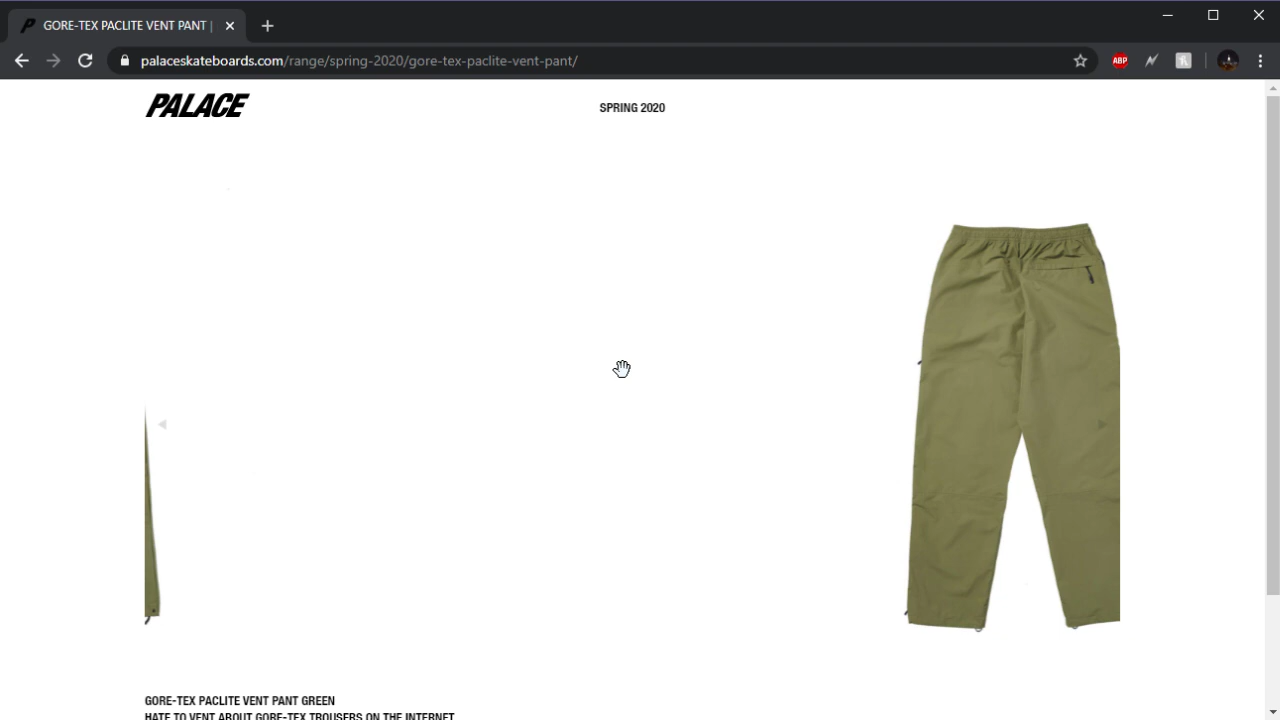 GORE-TEX PACLITE VENT PANT |
palaceskateboards.com/range/spring-2020/gore-tex-paclite-vent-pant/
ABP
PALACE
SPRING 2020
GORE-TEX PACLITE VENT PANT GREEN
HATE TO VENT ABOUT GORE-TEX TROUSERS ON THE INTERNET